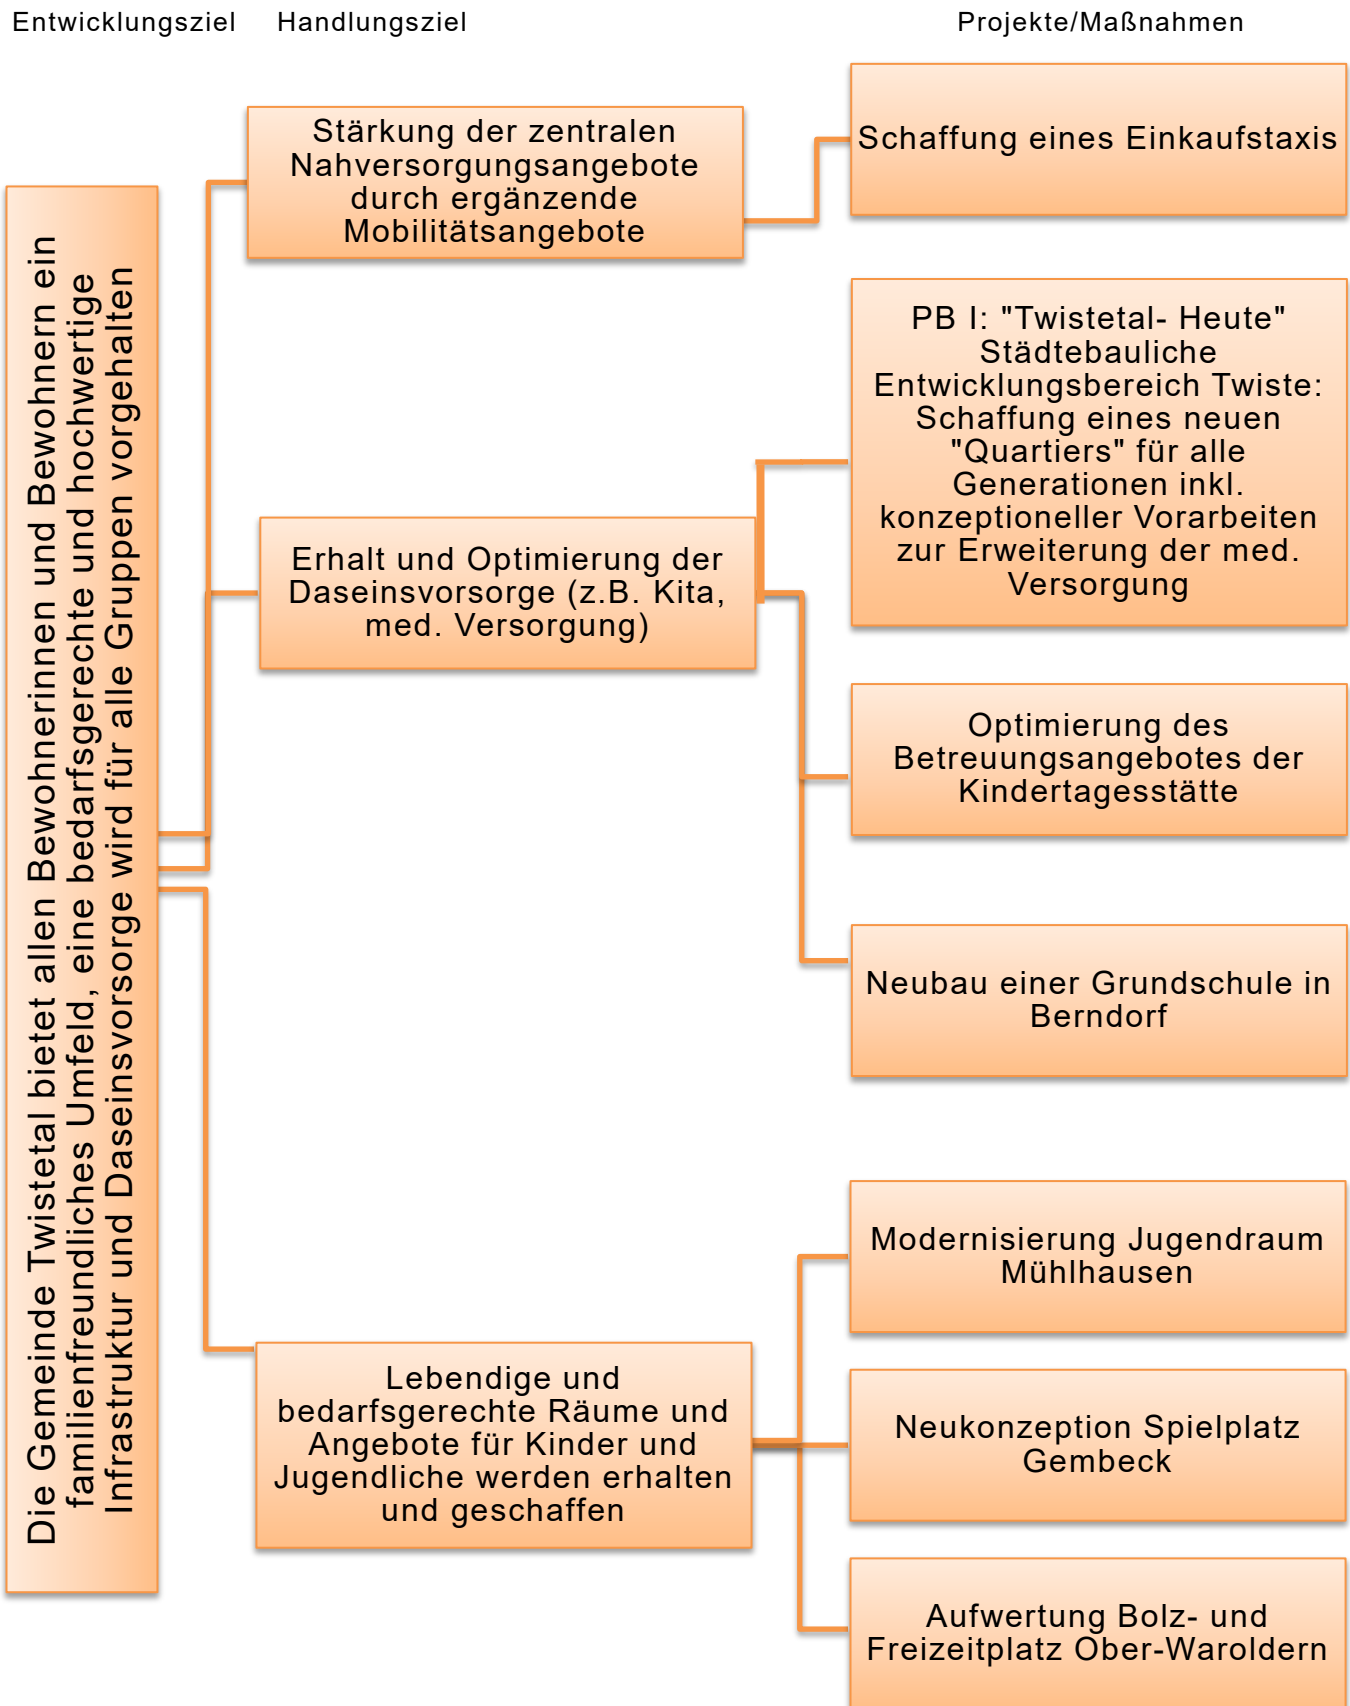 Entwicklungsziel Handlungsziel Projekte/Maßnahmen
Die Gemeinde Twistetal bietet allen Bewohnerinnen und Bewohnern ein
familienfreundliches Umfeld, eine bedarfsgerechte und hochwertige
Infrastruktur und Daseinsvorsorge wird für alle Gruppen vorgehalten
Stärkung der zentralen
Nahversorgungsangebote
durch ergänzende
Mobilitätsangebote
Schaffung eines Einkaufstaxis
Erhalt und Optimierung der
Daseinsvorsorge (z.B. Kita,
med. Versorgung)
PB I: "Twistetal- Heute"
Städtebauliche
Entwicklungsbereich Twiste:
Schaffung eines neuen
"Quartiers" für alle
Generationen inkl.
konzeptioneller Vorarbeiten
zur Erweiterung der med.
Versorgung
Optimierung des
Betreuungsangebotes der
Kindertagesstätte
Neubau einer Grundschule in
Berndorf
Lebendige und
bedarfsgerechte Räume und
Angebote für Kinder und
Jugendliche werden erhalten
und geschaffen
Modernisierung Jugendraum
Mühlhausen
Neukonzeption Spielplatz
Gembeck
Aufwertung Bolz- und
Freizeitplatz Ober-Waroldern